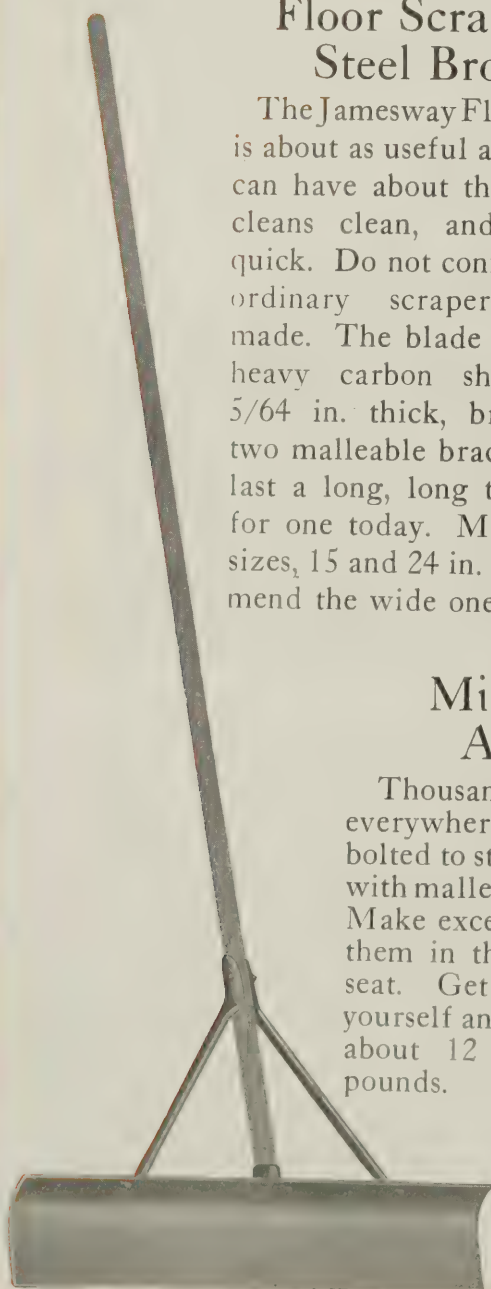 Floor Scra
Steel Bro
The Jamesway Fl
is about as useful a
can have about th
cleans clean, and
quick. Do not con
ordinary scraper
made. The blade
heavy carbon sh
5/64 in. thick, br
two malleable brac
last a long, long t
for one today. M
sizes, 15 and 24 in.
mend the wide one
Mi
A
Thousan
everywher
bolted to st
with malle
Make exce
them in th
seat. Get
yourself an
about 12
pounds.